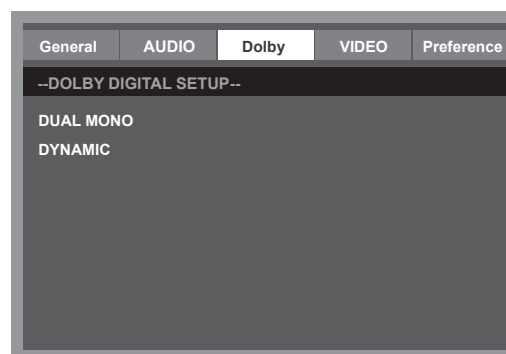 General AUDIO Dolby VIDEO Preference
--DOLBY DIGITAL SETUP--
DUAL MONO
DYNAMIC